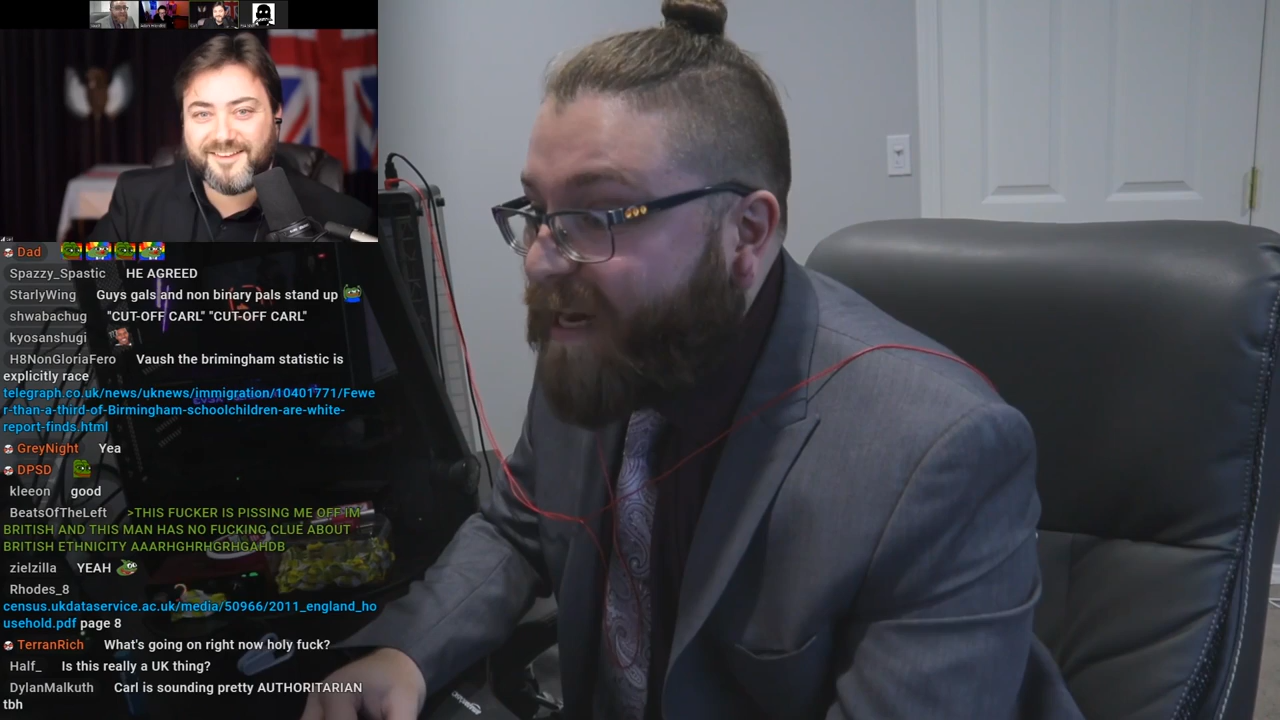 Dad
Spazzy_Spastic HE AGREED
StarlyWing Guys gals and non binary pals stand up
shwabachug "CUT-OFF CARL" "CUT-OFF CARL"
kyosanshugi
H8NonGloriaFero Vaush the brimingham statistic is
explicitly race
telegraph.co.uk/news/uknews/immigration/10401771/Fewe
r-than-a-third-of-Birmingham-schoolchildren-are-white-
report-finds.html
GreyNight Yea
DPSD
kleeon good
BeatsOfTheLeft >THIS FUCKER IS PISSING ME OFF IM
BRITISH AND THIS MAN HAS NO FUCKING CLUE ABOUT
BRITISH ETHNICITY AAARHGHRHGRHGAHDB
zielzilla YEAH
Rhodes_8
census.ukdataservice.ac.uk/media/50966/2011_england_ho
usehold.pdf page 8
TerranRich What's going on right now holy fuck?
Half_ Is this really a UK thing?
DylanMalkuth Carl is sounding pretty AUTHORITARIAN
tbh